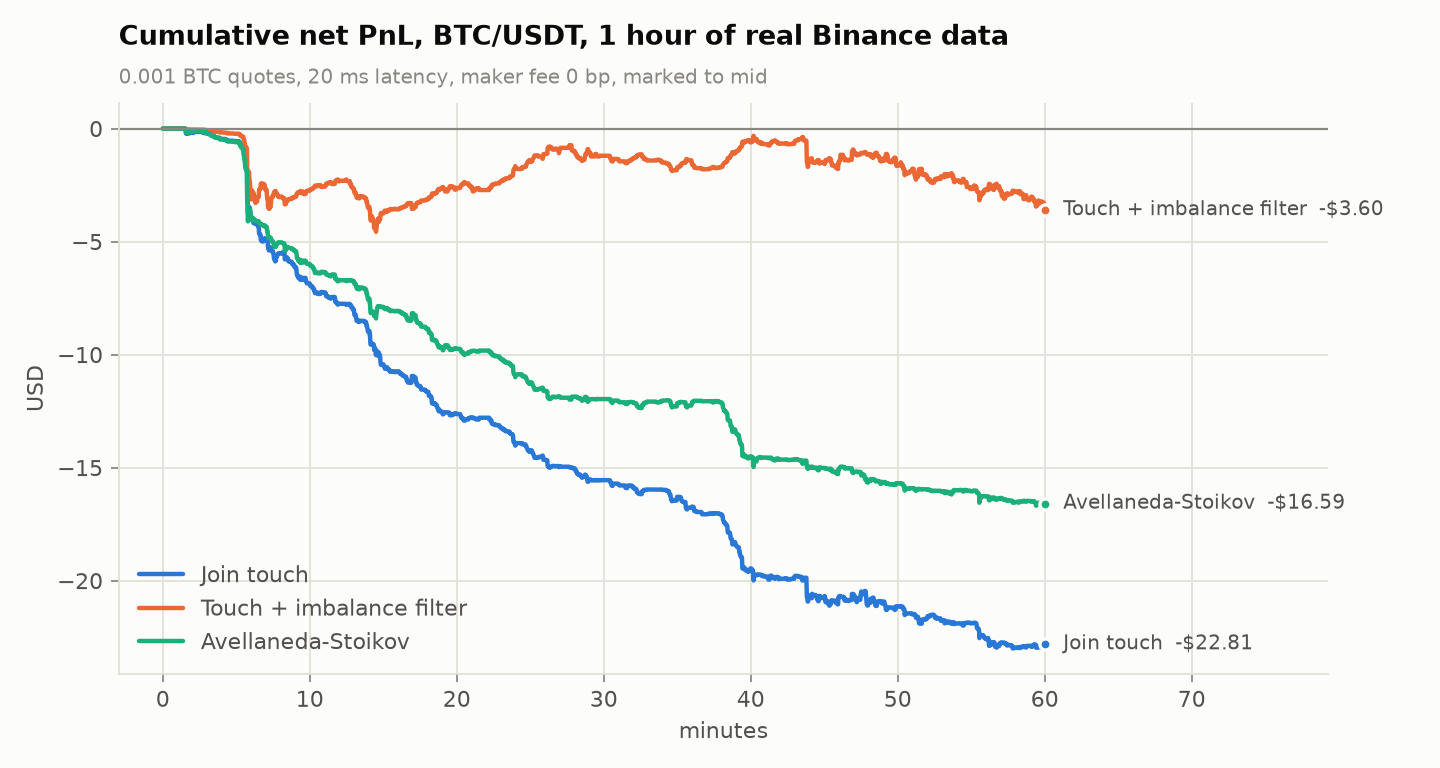 Cumulative net PnL, BTC/USDT, 1 hour of real Binance data
0.001 BTC quotes, 20 ms latency, maker fee 0 bp, marked to mid
0
−5
−10
−15
−20
USD
Touch + imbalance filter -$3.60
Avellaneda-Stoikov -$16.59
Join touch -$22.81
Join touch
Touch + imbalance filter
Avellaneda-Stoikov
0 10 20 30 40 50 60 70
minutes